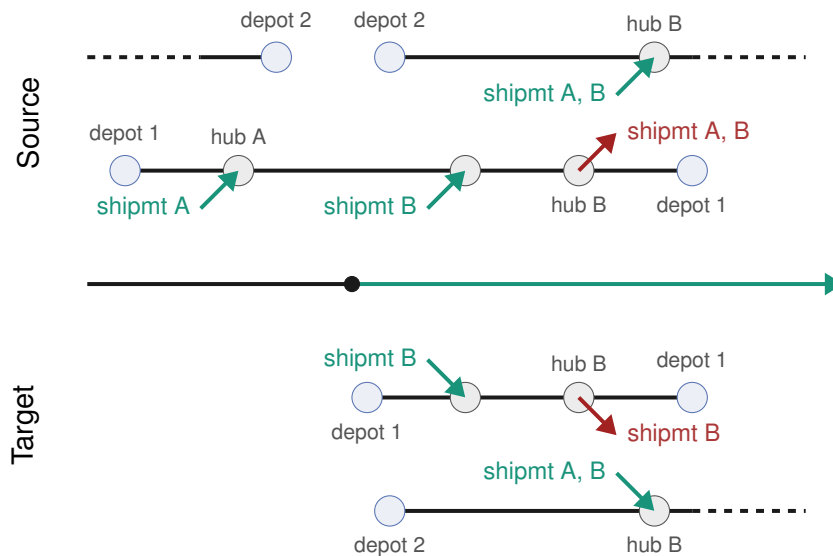 depot 2
depot 2
hub B
shipmt A, B
Source
depot 1
hub A
shipmt A, B
shipmt A
shipmt B
hub B
depot 1
Target
shipmt B
hub B
depot 1
depot 1
shipmt B
shipmt A, B
depot 2
hub B